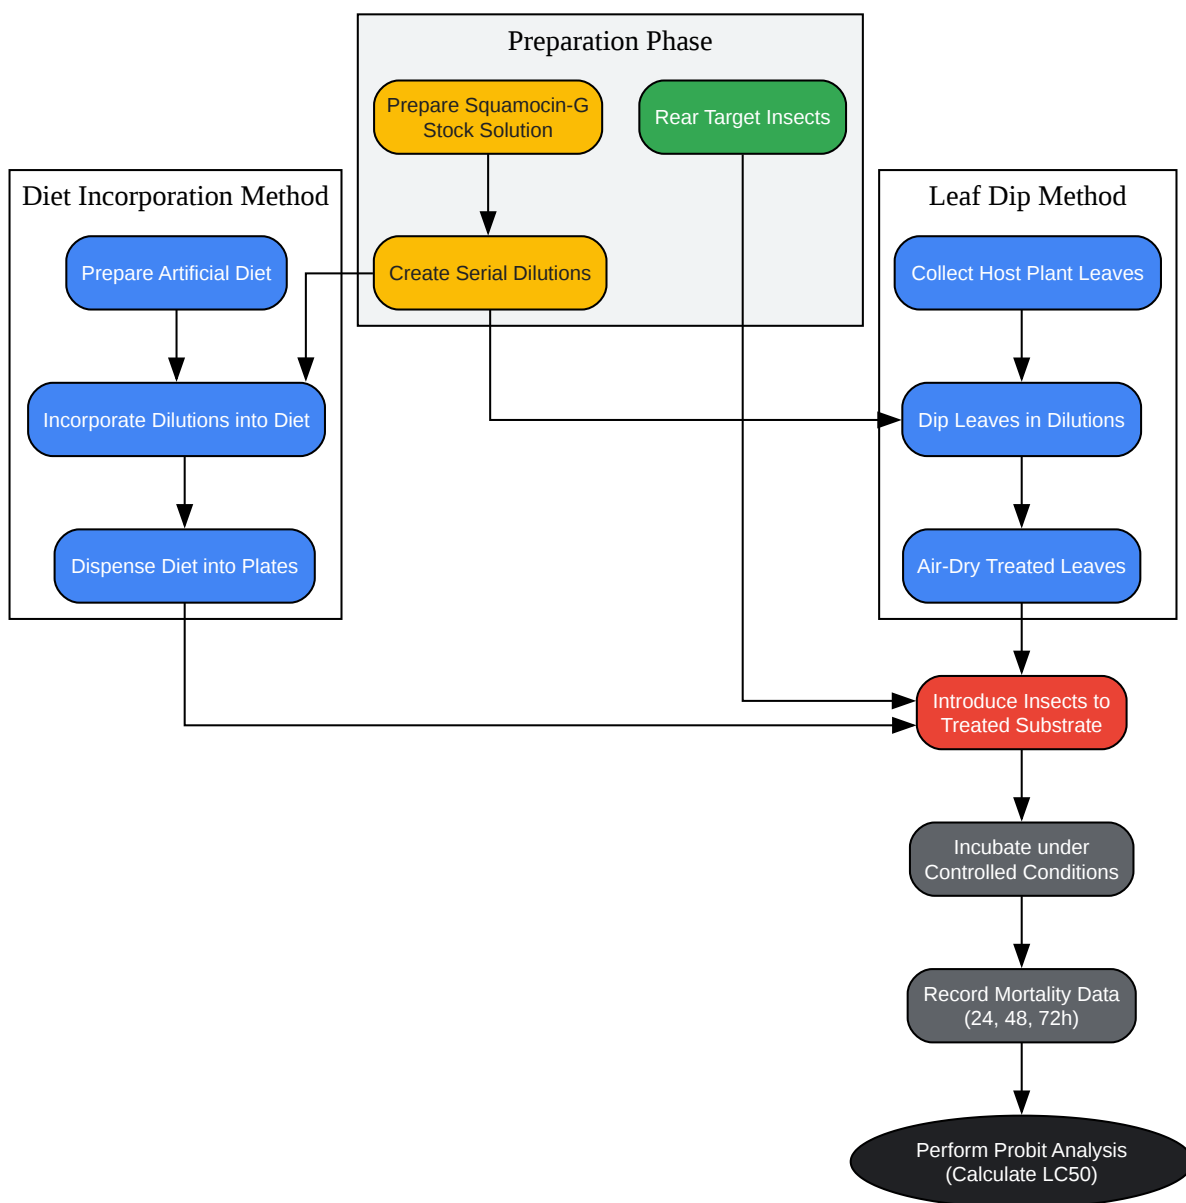 Preparation Phase
Prepare Squamocin-G
Stock Solution
Rear Target Insects
Create Serial Dilutions
Diet Incorporation Method
Prepare Artificial Diet
Incorporate Dilutions into Diet
Dispense Diet into Plates
Leaf Dip Method
Collect Host Plant Leaves
Dip Leaves in Dilutions
Air-Dry Treated Leaves
Introduce Insects to
Treated Substrate
Incubate under
Controlled Conditions
Record Mortality Data
(24, 48, 72h)
Perform Probit Analysis
(Calculate LC50)